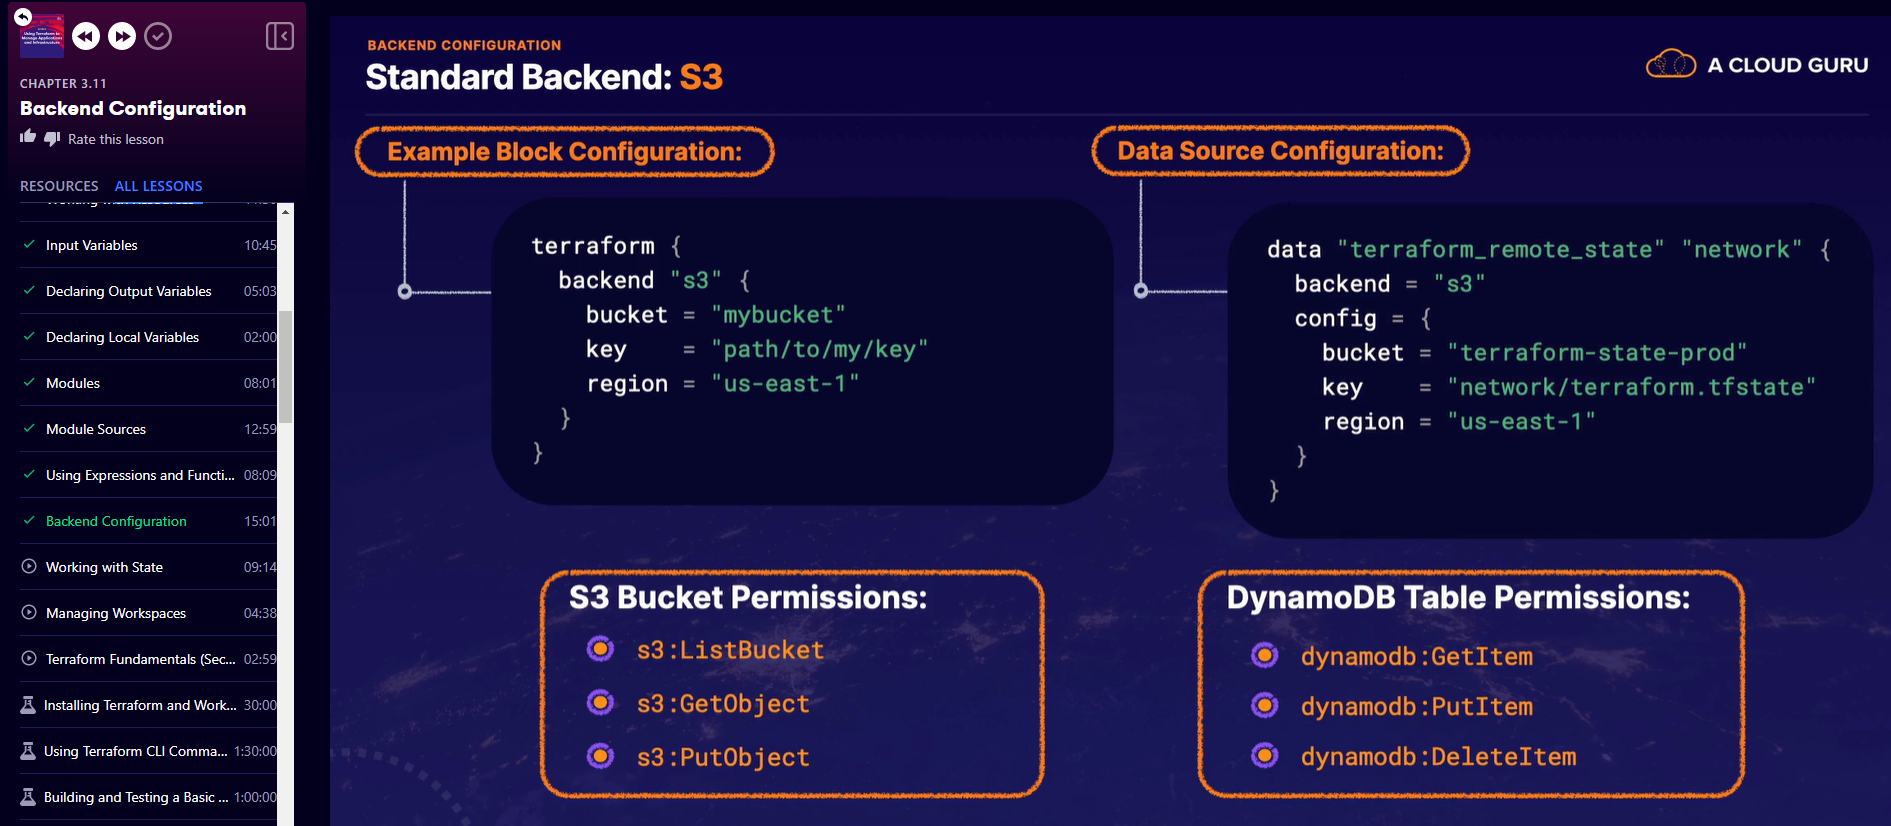 Using Terraform to
Manage Applications
and Infrastructure
CHAPTER 3.11
Backend Configuration
Rate this lesson
RESOURCES ALL LESSONS
Input Variables 10:45
Declaring Output Variables 05:03
Declaring Local Variables 02:00
Modules 08:01
Module Sources 12:59
Using Expressions and Functi... 08:09
Backend Configuration 15:01
Working with State 09:14
Managing Workspaces 04:38
Terraform Fundamentals (Sec... 02:59
Installing Terraform and Work... 30:00
Using Terraform CLI Comma... 1:30:00
Building and Testing a Basic ... 1:00:00
BACKEND CONFIGURATION
Standard Backend: S3
A CLOUD GURU
Example Block Configuration:
terraform {
backend "s3" {
bucket = "mybucket"
key = "path/to/my/key"
region = "us-east-1"
}
}
Data Source Configuration:
data "terraform_remote_state" "network" {
backend = "s3"
config = {
bucket = "terraform-state-prod"
key = "network/terraform.tfstate"
region = "us-east-1"
}
}
S3 Bucket Permissions:
s3:ListBucket
s3:GetObject
s3:PutObject
DynamoDB Table Permissions:
dynamodb:GetItem
dynamodb:PutItem
dynamodb:DeleteItem